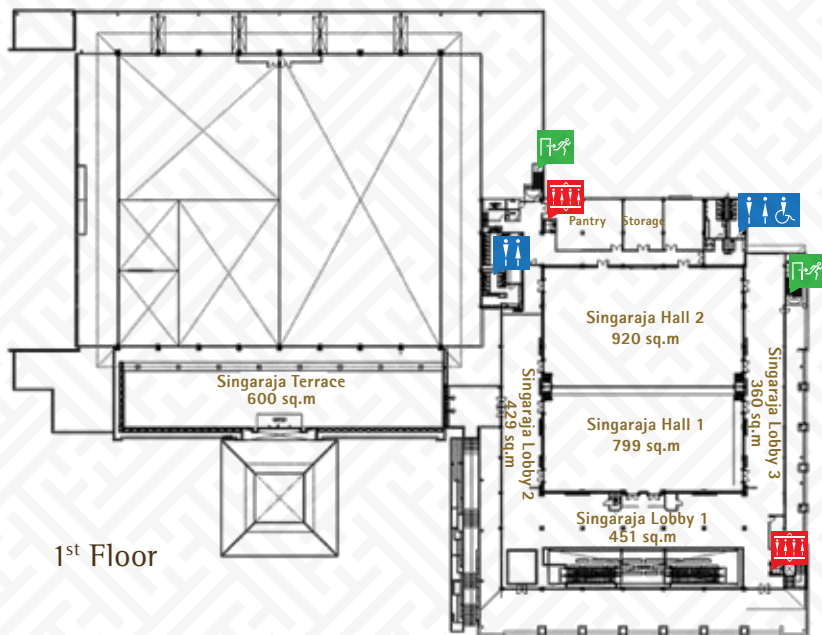 Pantry
Storage
Singaraja Hall 2
920 sq.m
Singaraja Terrace
600 sq.m
Singaraja Lobby 2
429 sq.m
Singaraja Hall 1
799 sq.m
Singaraja Lobby 3
360 sq.m
Singaraja Lobby 1
451 sq.m
1st Floor